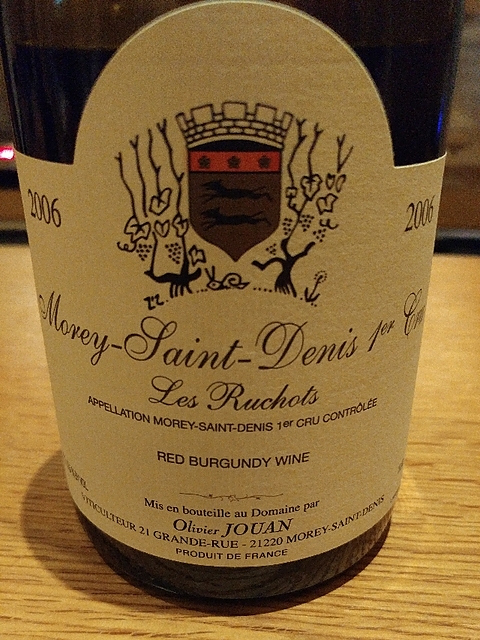 2006 2006
Morey-Saint-Denis 1er
Les Ruchots
APPELLATION MOREY-SAINT-DENIS 1er CRU CONTRÔLÉE
RED BURGUNDY WINE
Mis en bouteille au Domaine par
Olivier JOUAN
VITICULTEUR 21 GRANDE-RUE - 21220 MOREY-SAINT-DENIS
PRODUIT DE FRANCE